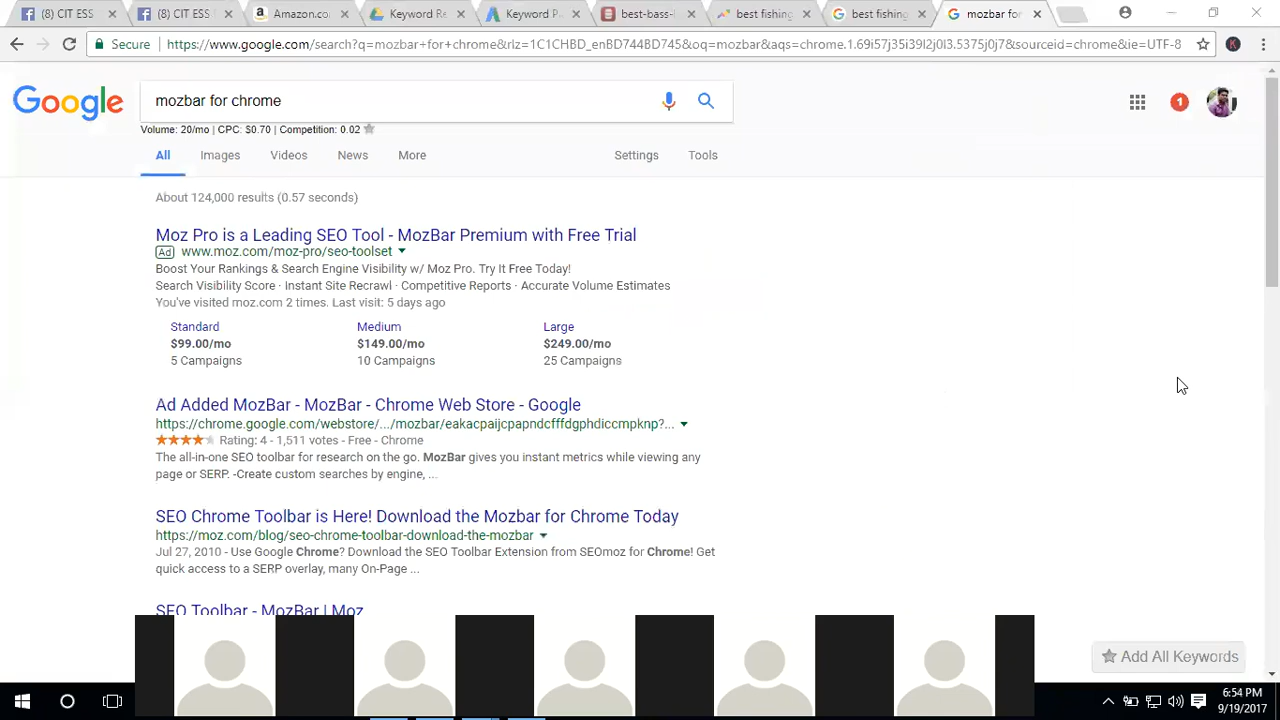 (8) CIT ESS
(8) CIT ESS
Amazon.co
Keyword Re
Keyword P
best-bass-l
best fishing
best fishing
mozbar for
Secure
https://www.google.com/search?q=mozbar+for+chrome&rlz=1C1CHBD_enBD744BD745&oq=mozbar&aqs=chrome.1.69i57j35i39l2j0l3.5375j0j7&sourceid=chrome&ie=UTF-8
Google
mozbar for chrome
1
Volume: 20/mo | CPC: $0.70 | Competition: 0.02
All Images Videos News More Settings Tools
About 124,000 results (0.57 seconds)
Moz Pro is a Leading SEO Tool - MozBar Premium with Free Trial
Ad www.moz.com/moz-pro/seo-toolset
Boost Your Rankings & Search Engine Visibility w/ Moz Pro. Try It Free Today!
Search Visibility Score · Instant Site Recrawl · Competitive Reports · Accurate Volume Estimates
You've visited moz.com 2 times. Last visit: 5 days ago
Standard Medium Large
$99.00/mo $149.00/mo $249.00/mo
5 Campaigns 10 Campaigns 25 Campaigns
Ad Added MozBar - MozBar - Chrome Web Store - Google
https://chrome.google.com/webstore/.../mozbar/eakacpaijcpapndcfffdgphdiccmpknp?...
Rating: 4 - 1,511 votes - Free - Chrome
The all-in-one SEO toolbar for research on the go. MozBar gives you instant metrics while viewing any
page or SERP. -Create custom searches by engine, ...
SEO Chrome Toolbar is Here! Download the Mozbar for Chrome Today
https://moz.com/blog/seo-chrome-toolbar-download-the-mozbar
Jul 27, 2010 - Use Google Chrome? Download the SEO Toolbar Extension from SEOmoz for Chrome! Get
quick access to a SERP overlay, many On-Page ...
SEO Toolbar - MozBar | Moz
Add All Keywords
6:54 PM
9/19/2017